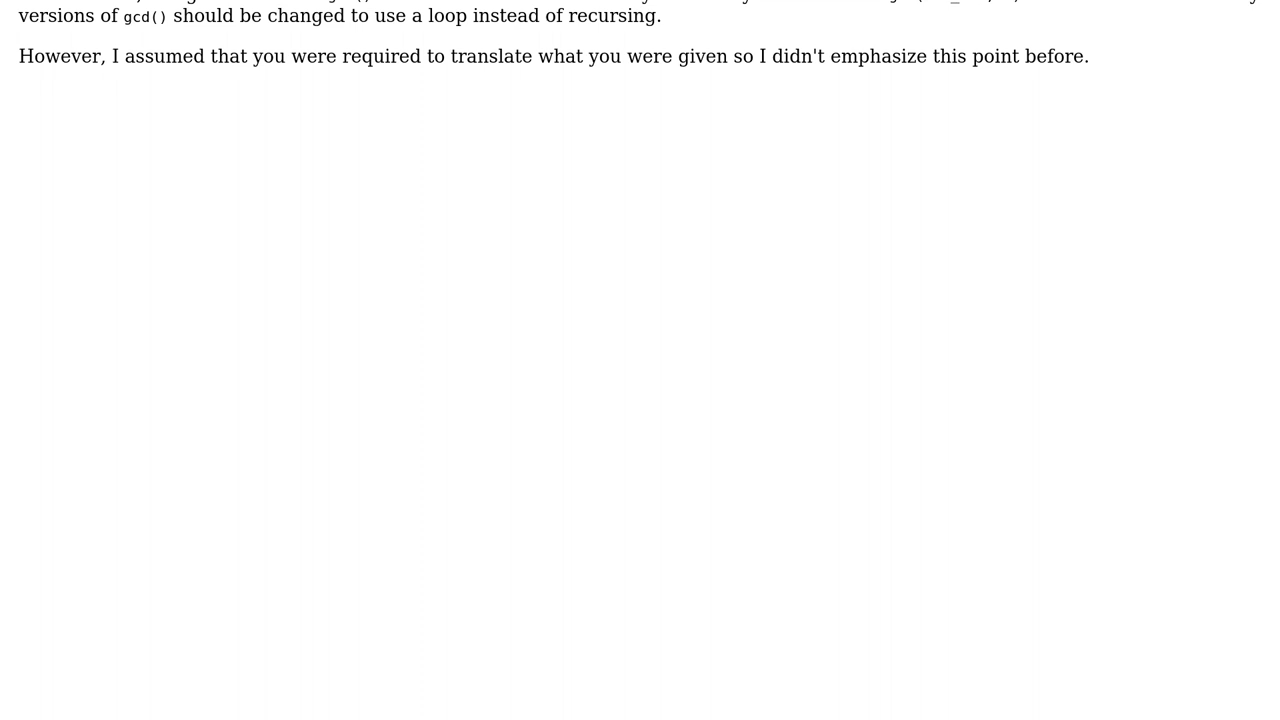 versions of gcd() should be changed to use a loop instead of recursing.
However, I assumed that you were required to translate what you were given so I didn't emphasize this point before.